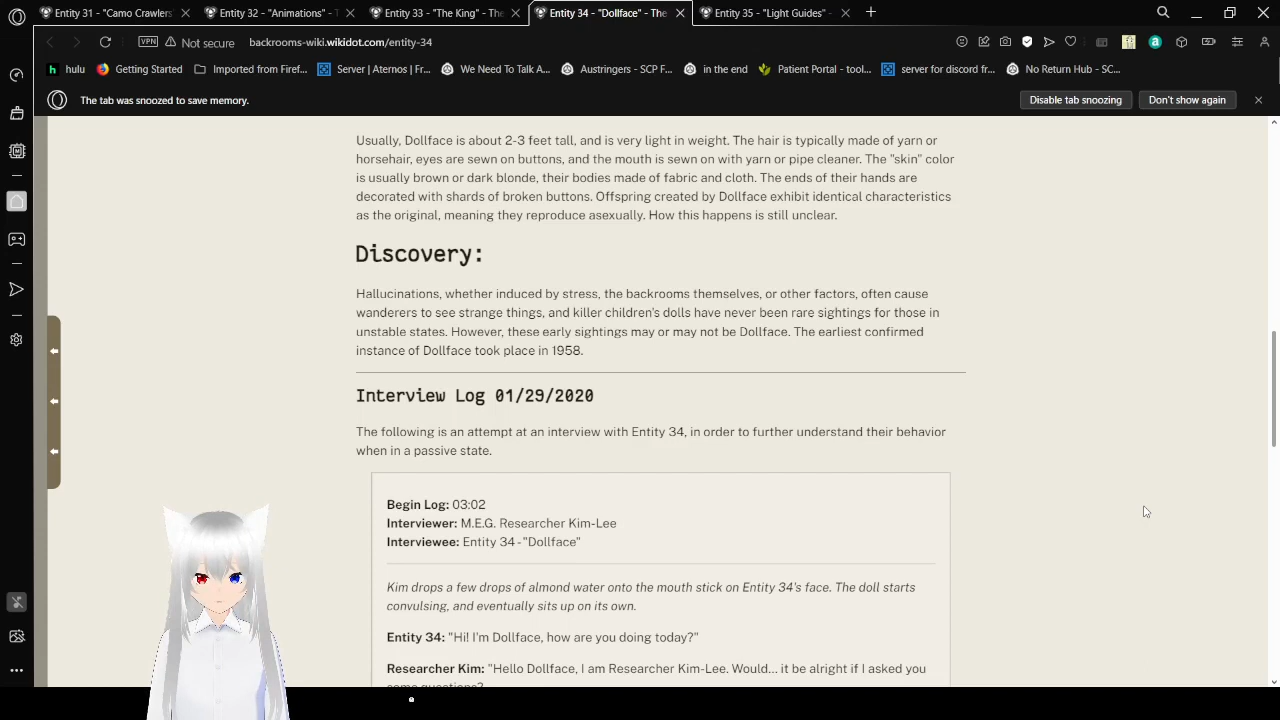 Entity 31 - "Camo Crawlers'
Entity 32 - "Animations" - T
Entity 33 - "The King" - The
Entity 34 - "Dollface" - The
Entity 35 - "Light Guides" -
VPN
Not secure
backrooms-wiki.wikidot.com/entity-34
hulu
Getting Started
Imported from Firef...
Server | Aternos | Fr...
We Need To Talk A...
Austringers - SCP F...
in the end
Patient Portal - tool...
server for discord fr...
No Return Hub - SC...
The tab was snoozed to save memory.
Disable tab snoozing
Don't show again
Usually, Dollface is about 2-3 feet tall, and is very light in weight. The hair is typically made of yarn or
horsehair, eyes are sewn on buttons, and the mouth is sewn on with yarn or pipe cleaner. The "skin" color
is usually brown or dark blonde, their bodies made of fabric and cloth. The ends of their hands are
decorated with shards of broken buttons. Offspring created by Dollface exhibit identical characteristics
as the original, meaning they reproduce asexually. How this happens is still unclear.
Discovery:
Hallucinations, whether induced by stress, the backrooms themselves, or other factors, often cause
wanderers to see strange things, and killer children's dolls have never been rare sightings for those in
unstable states. However, these early sightings may or may not be Dollface. The earliest confirmed
instance of Dollface took place in 1958.
Interview Log 01/29/2020
The following is an attempt at an interview with Entity 34, in order to further understand their behavior
when in a passive state.
Begin Log: 03:02
Interviewer: M.E.G. Researcher Kim-Lee
Interviewee: Entity 34 - "Dollface"
Kim drops a few drops of almond water onto the mouth stick on Entity 34's face. The doll starts
convulsing, and eventually sits up on its own.
Entity 34: "Hi! I'm Dollface, how are you doing today?"
Researcher Kim: "Hello Dollface, I am Researcher Kim-Lee. Would... it be alright if I asked you
some questions?